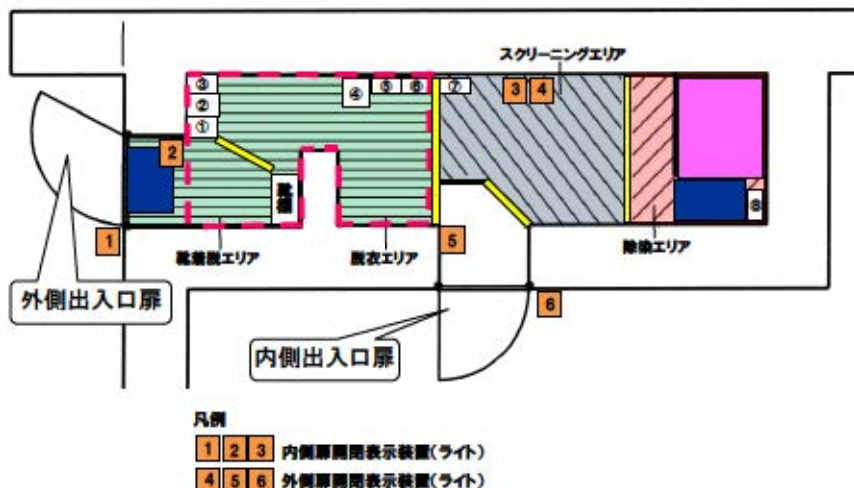 スクリーニングエリア
③
②
①
④
⑤
⑥
⑦
3
4
2
靴棚
⑧
1
靴着脱エリア
脱衣エリア
5
除染エリア
外側出入口扉
6
内側出入口扉
凡例
1 2 3 内側扉開閉表示装置(ライト)
4 5 6 外側扉開閉表示装置(ライト)